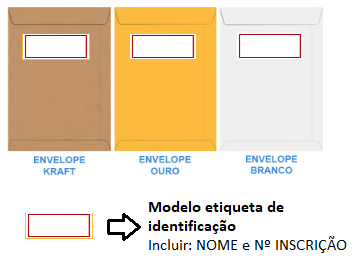 ENVELOPE
KRAFT
ENVELOPE
OURO
ENVELOPE
BRANCO
Modelo etiqueta de
identificação
Incluir: NOME e Nº INSCRIÇÃO